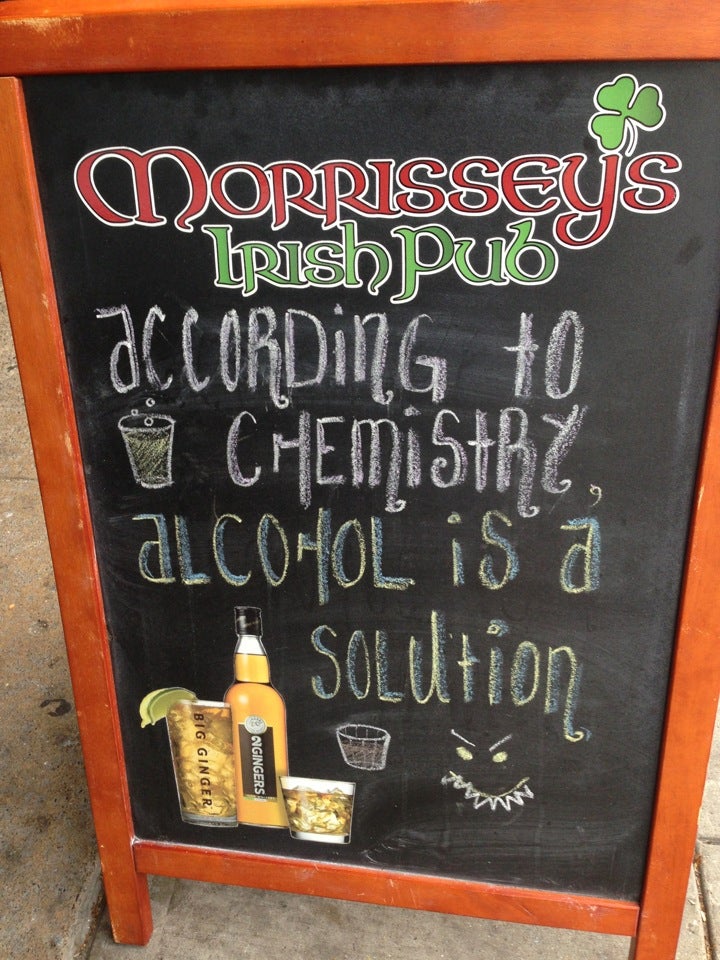 MORRISSEY'S
IRISH PUB
ACCORDING TO
CHEMISTRY,
ALCOHOL IS A
SOLUTION
BIG GINGER
2GINGERS